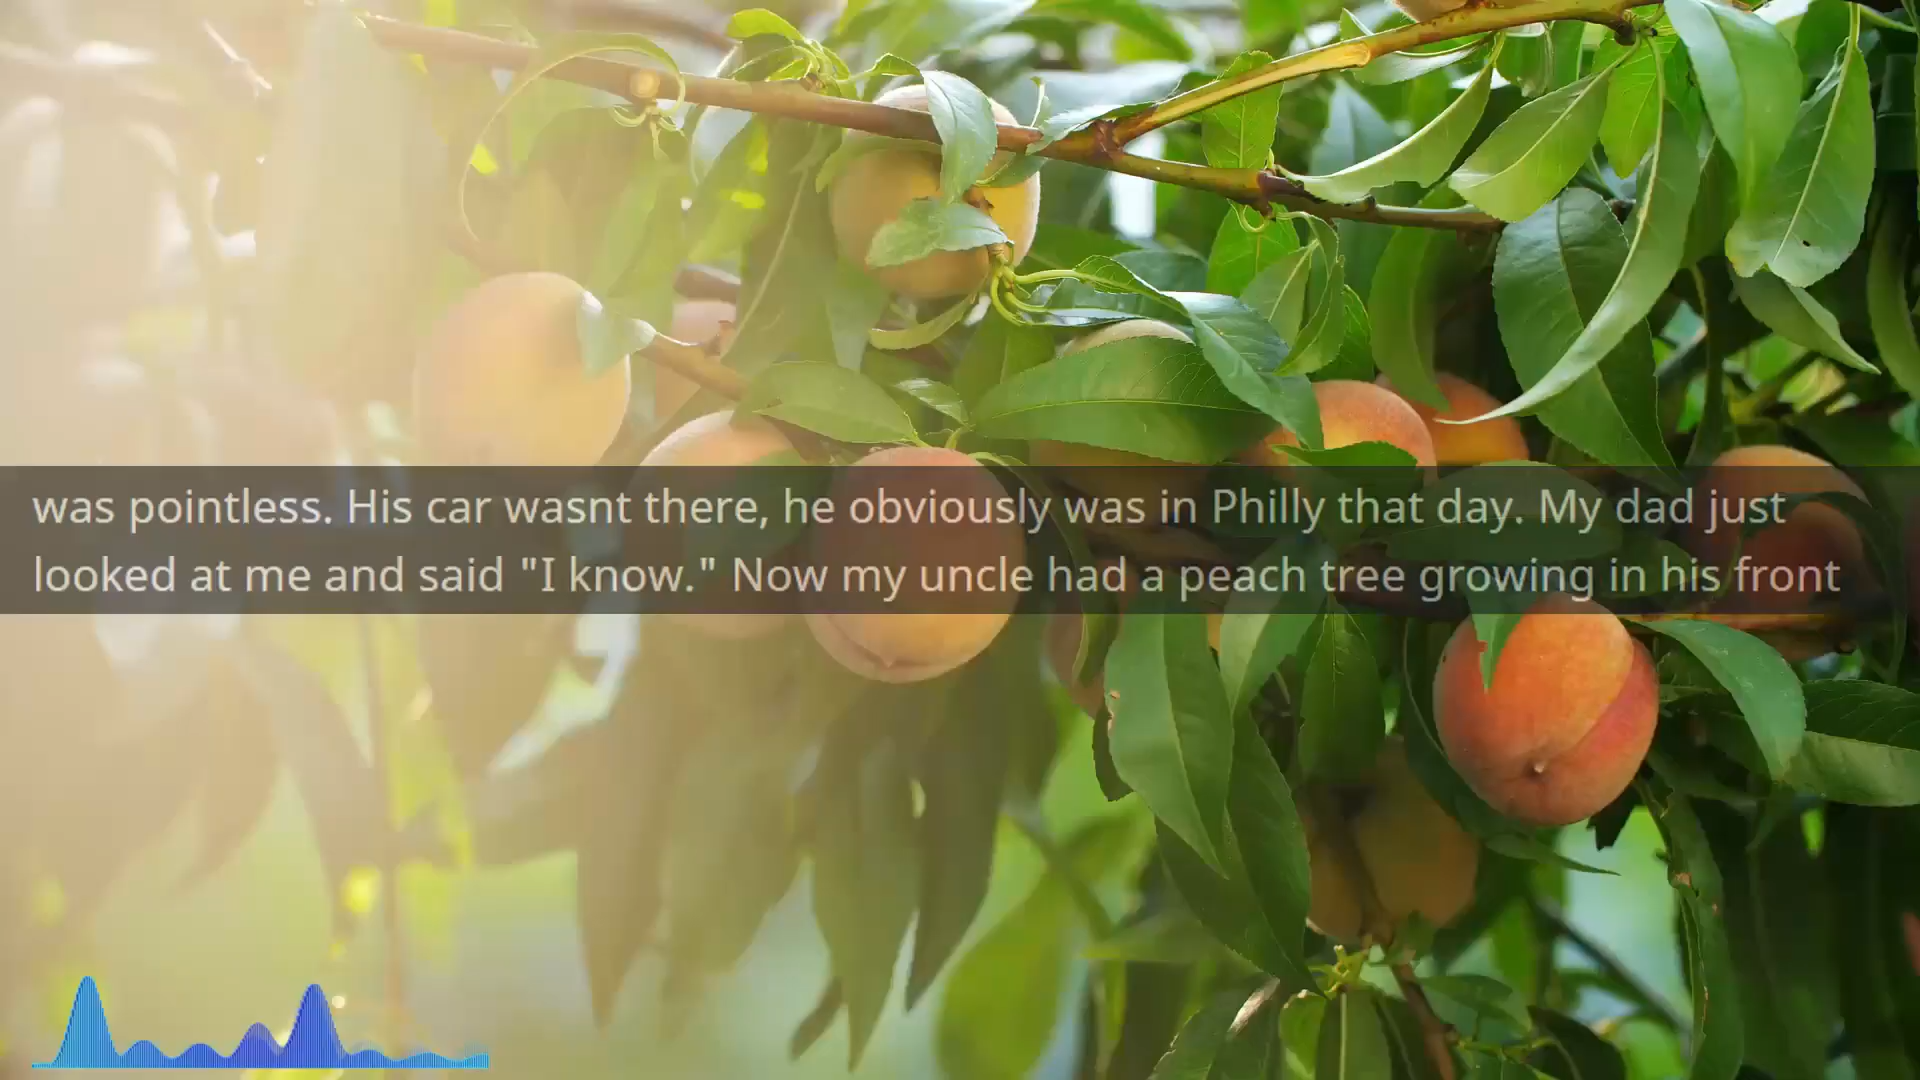 was pointless. His car wasnt there, he obviously was in Philly that day. My dad just
looked at me and said "I know." Now my uncle had a peach tree growing in his front